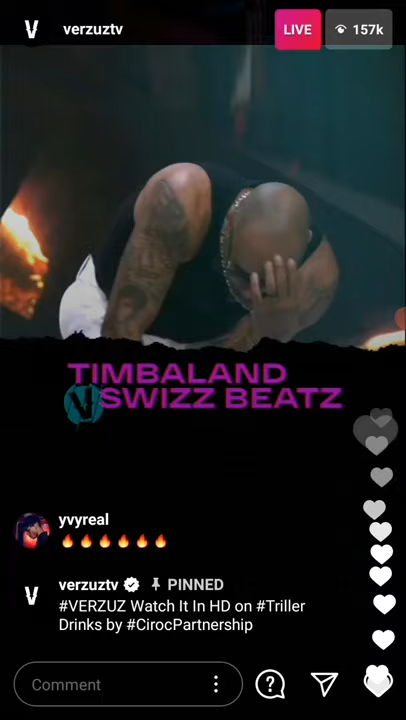 verzuztv
LIVE
157k
TIMBALAND
V SWIZZ BEATZ
yvyreal
verzuztv PINNED
#VERZUZ Watch It In HD on #Triller
Drinks by #CirocPartnership
Comment